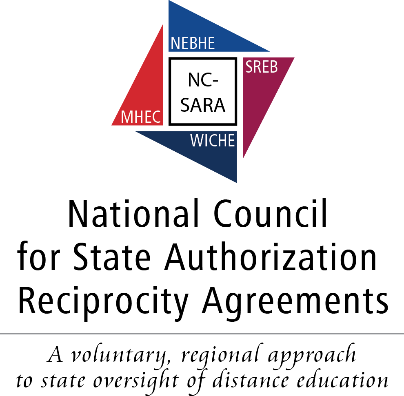 NEBHE
SREB
NC-
SARA
MHEC
WICHE
National Council
for State Authorization
Reciprocity Agreements
A voluntary, regional approach
to state oversight of distance education